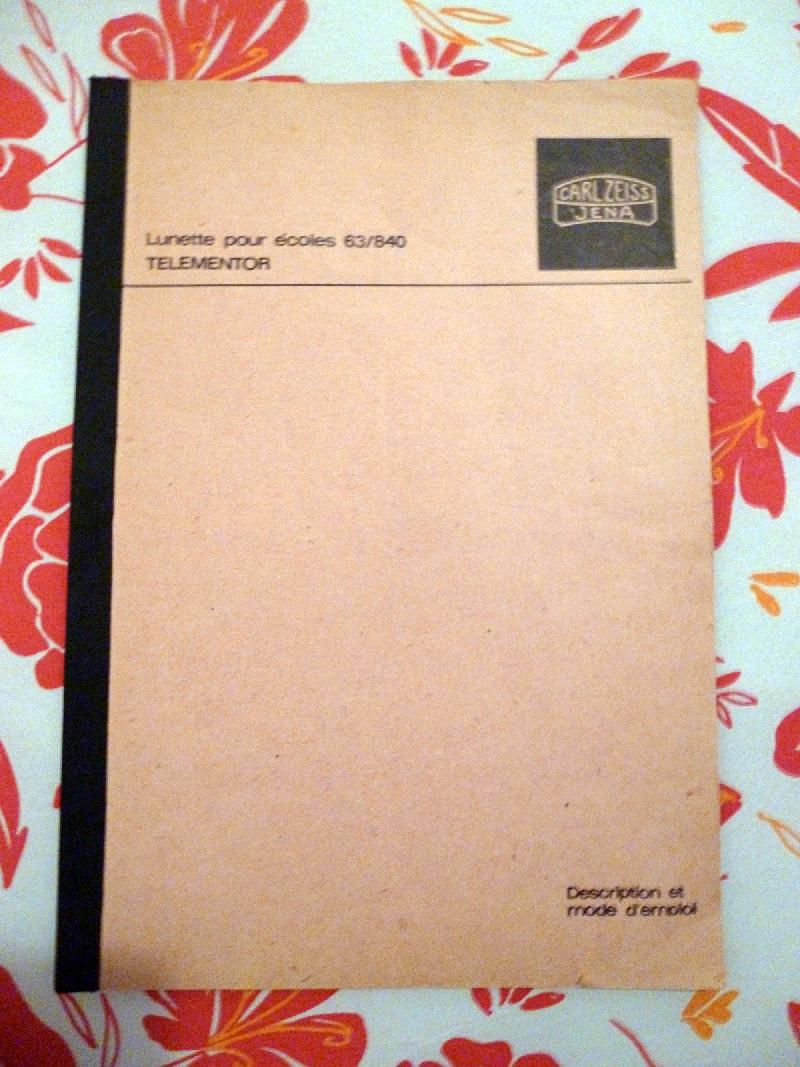 CARL ZEISS
JENA
Lunette pour écoles 63/840
TELEMENTOR
Description et
mode d'emploi